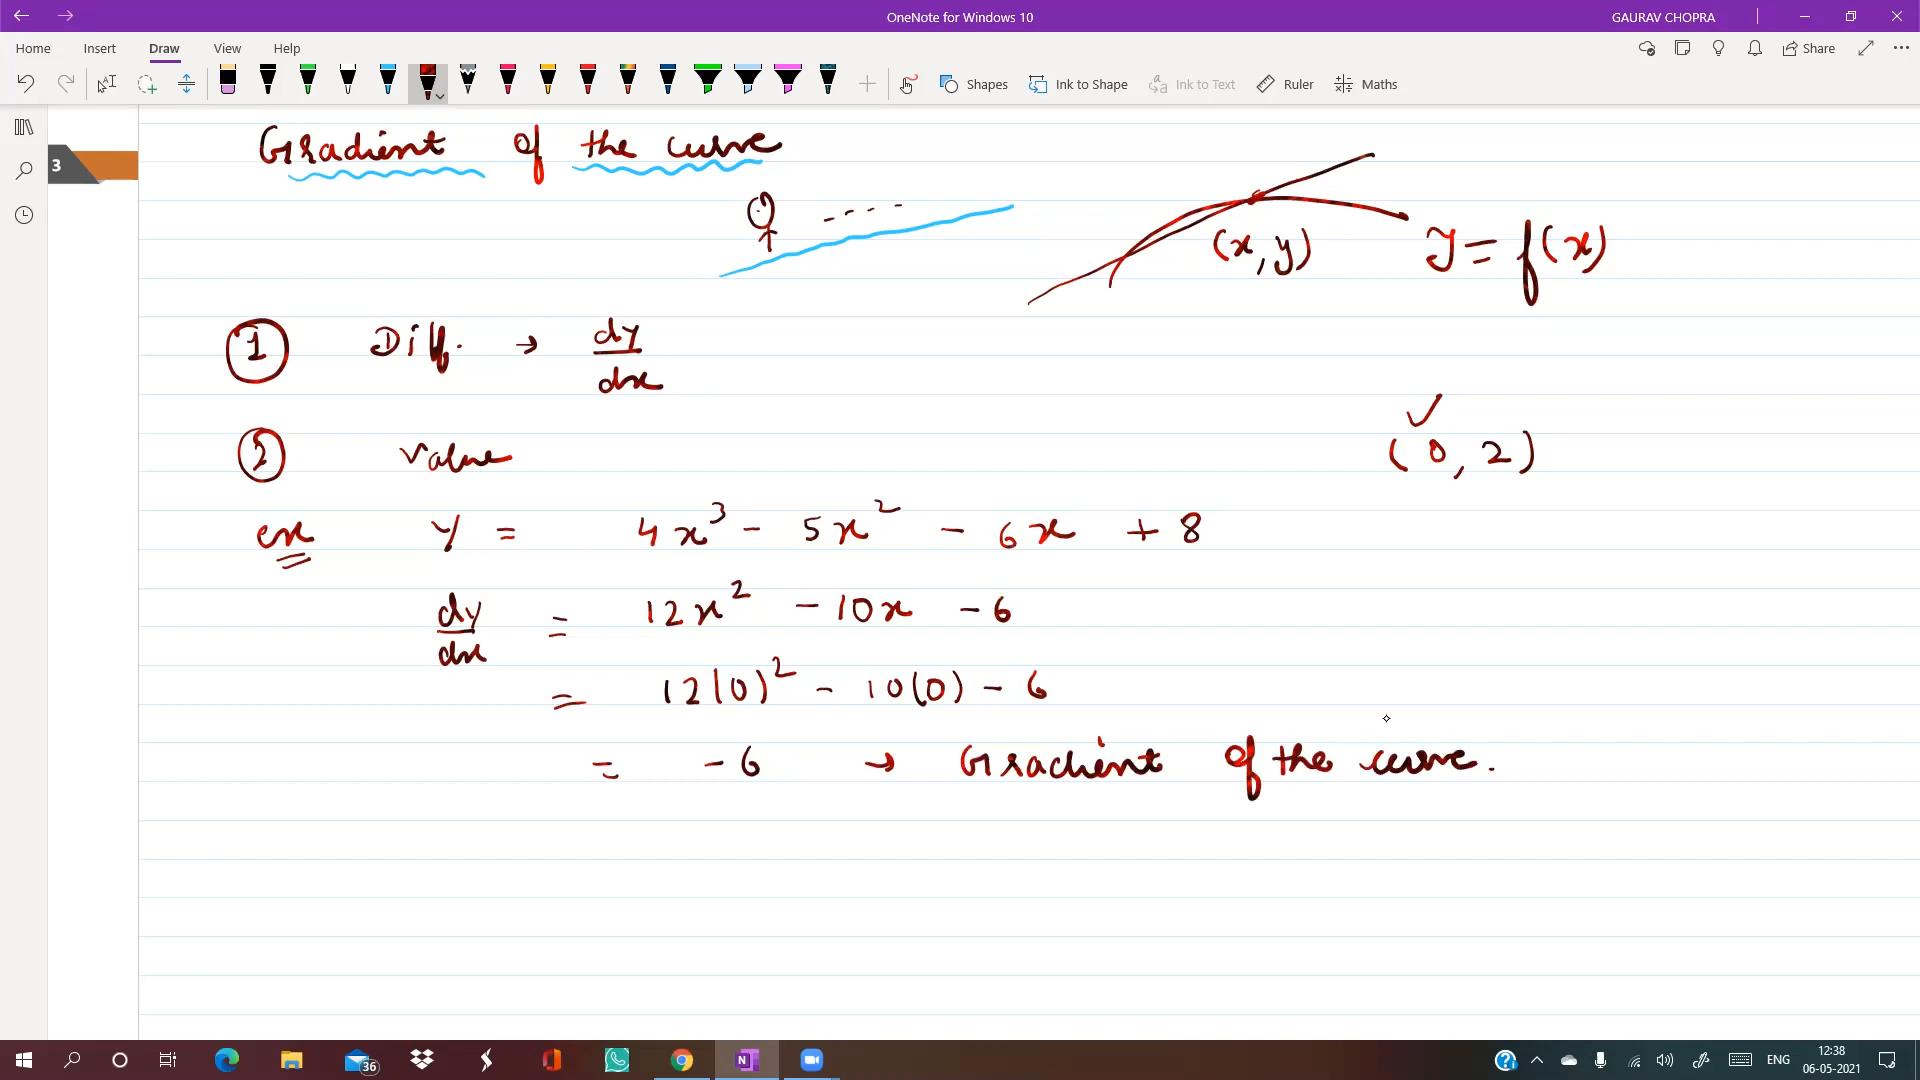 OneNote for Windows 10
GAURAV CHOPRA
Home Insert Draw View Help
Share
Shapes Ink to Shape Ink to Text Ruler Maths
3
Gradient of the curve
(x, y) y = f(x)
1 Diff. → dy/dx
2 Value
(0, 2)
ex y = 4x³ - 5x² - 6x + 8
dy/dx = 12x² - 10x - 6
= 12(0)² - 10(0) - 6
= -6 → Gradient of the curve.
36
ENG
12:38
06-05-2021